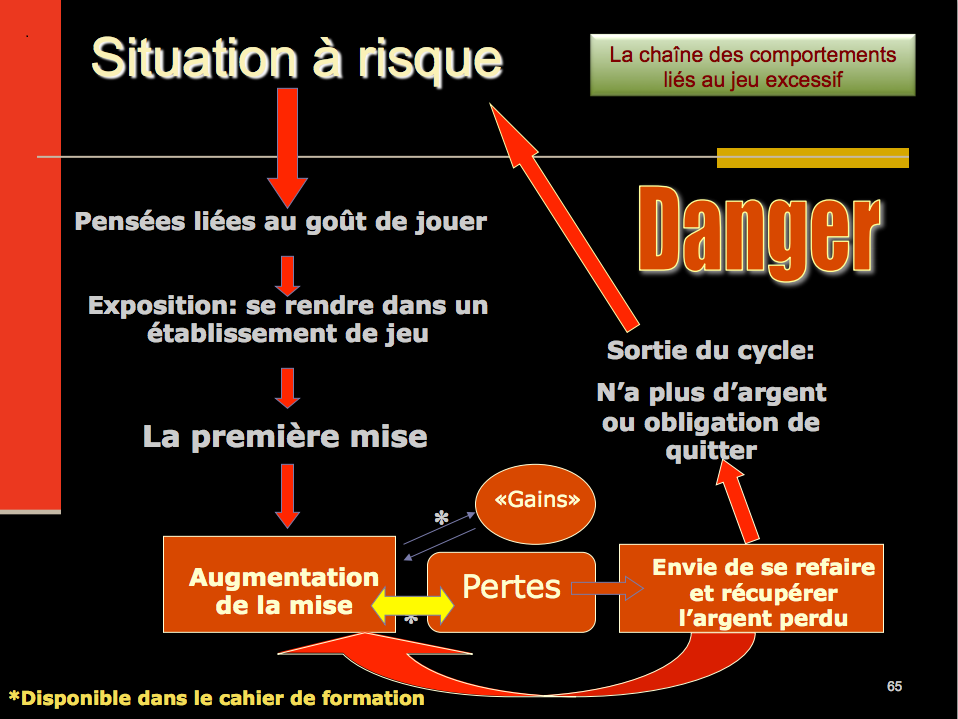 Situation à risque
La chaîne des comportements
liés au jeu excessif
Pensées liées au goût de jouer
Danger
Exposition: se rendre dans un
établissement de jeu
Sortie du cycle:
N’a plus d’argent
ou obligation de
quitter
La première mise
«Gains»
*
Augmentation
de la mise
*
Pertes
Envie de se refaire
et récupérer
l’argent perdu
*Disponible dans le cahier de formation
65